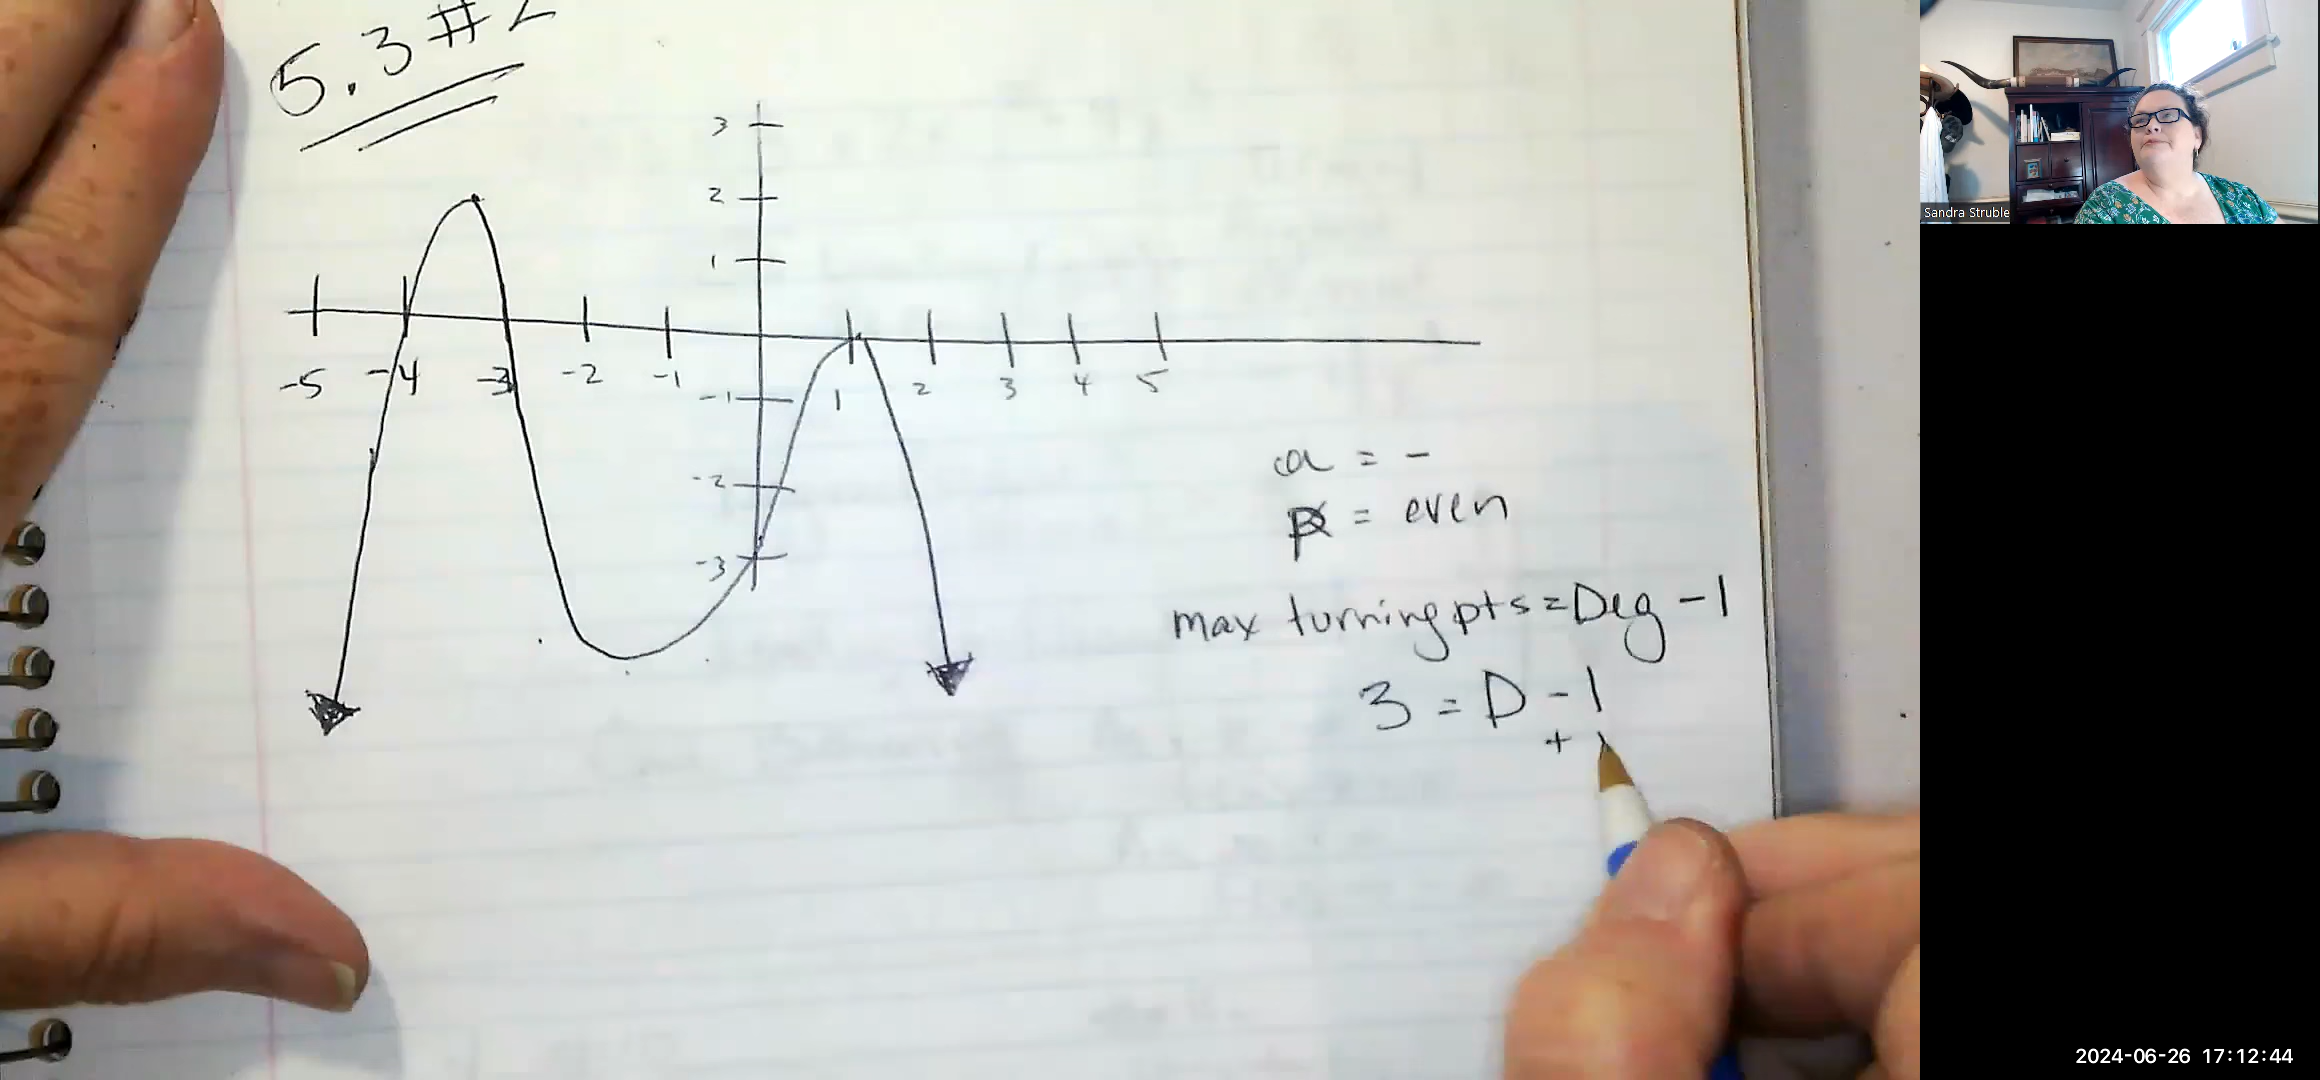 5.3 #2
3
2
1
-5 -4 -3 -2 -1 1 2 3 4 5
-1
-2
-3
a = -
= even
max turning pts = Deg - 1
3 = D - 1
+ 1
Sandra Struble
2024-06-26 17:12:44